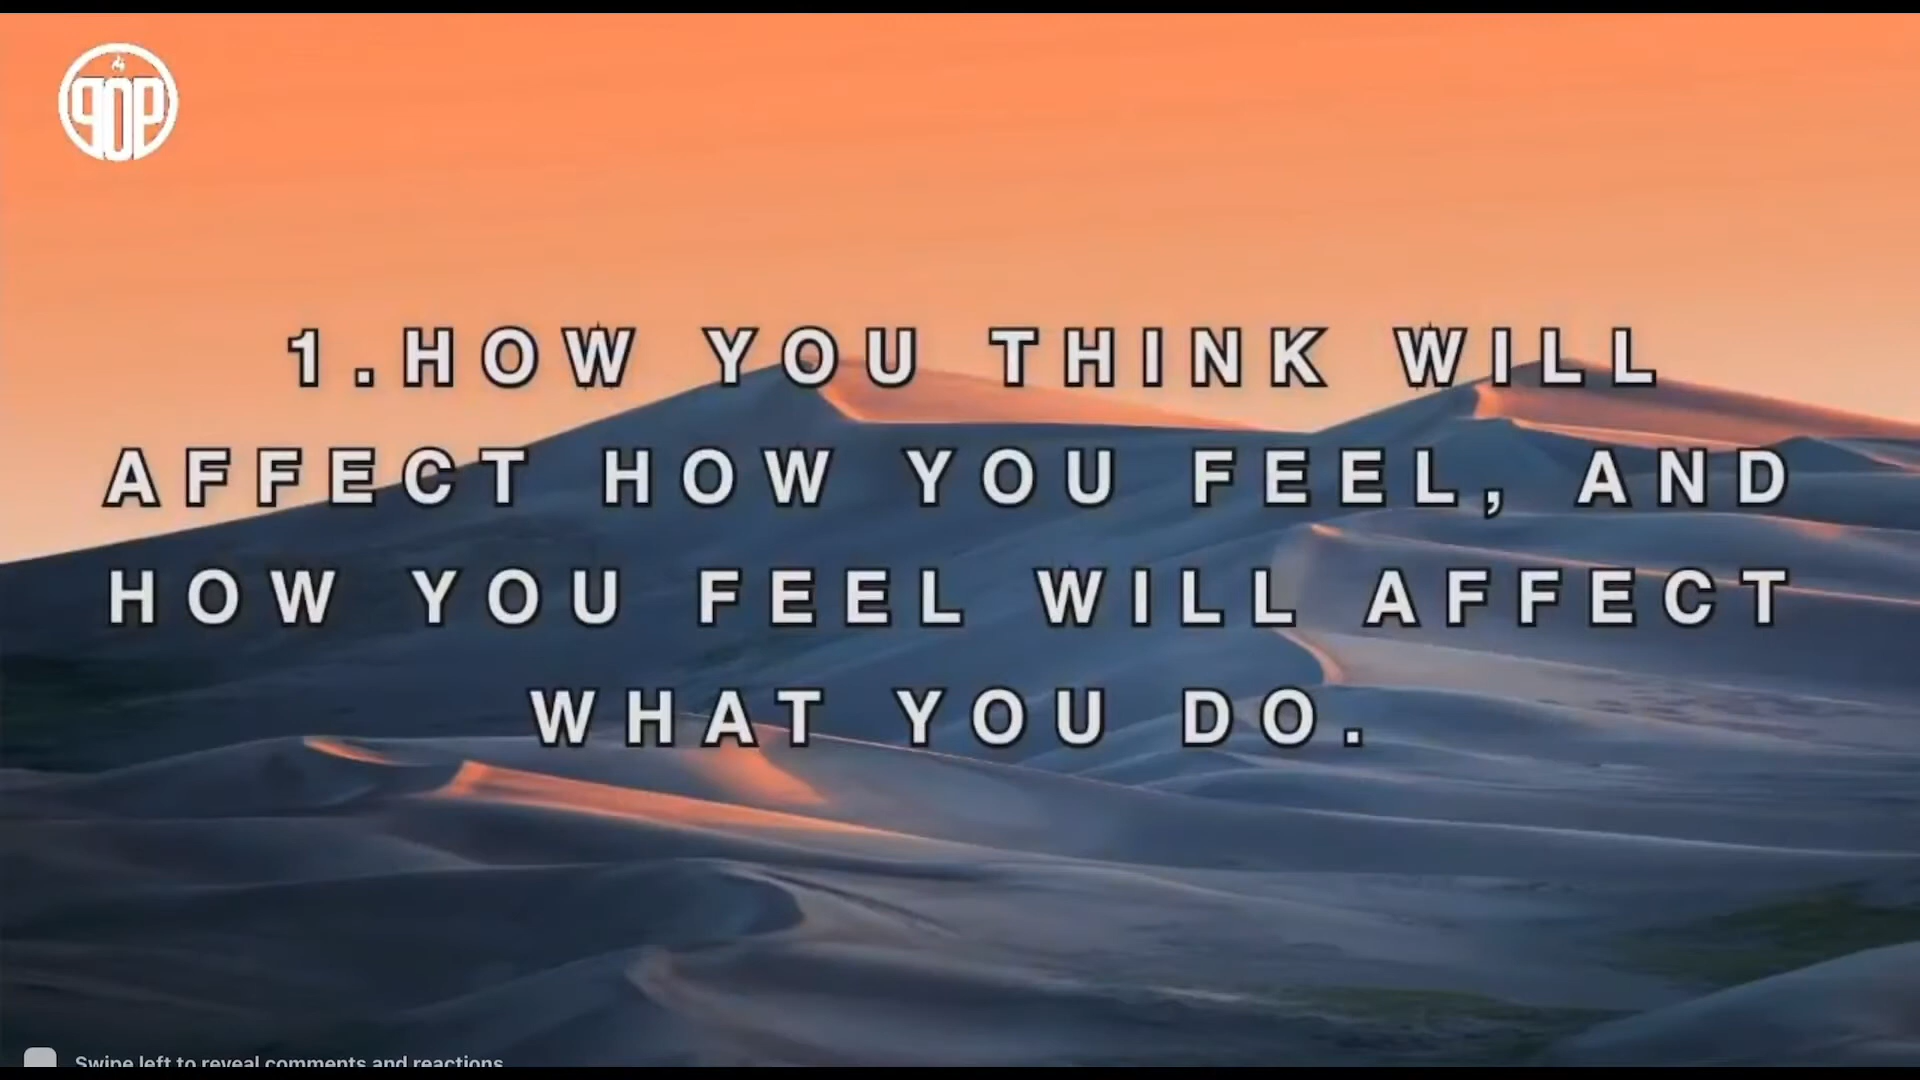 POP
1.HOW YOU THINK WILL
AFFECT HOW YOU FEEL, AND
HOW YOU FEEL WILL AFFECT
WHAT YOU DO.
Swipe left to reveal comments and reactions